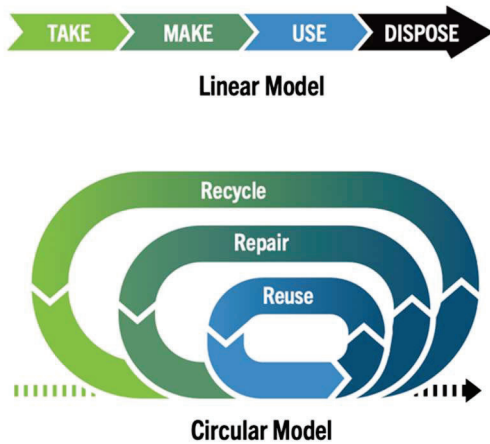 TAKE MAKE USE DISPOSE
Linear Model
Recycle
Repair
Reuse
Circular Model